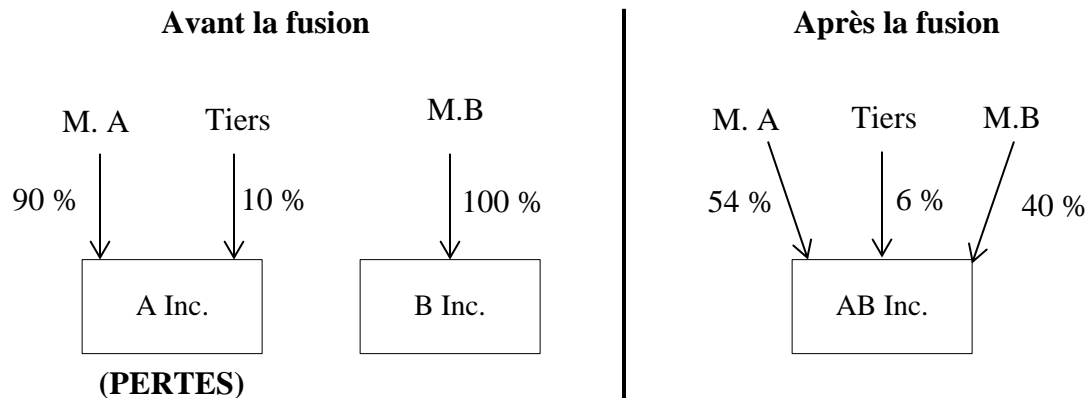 Avant la fusion
M. A
Tiers
M.B
90 %
10 %
100 %
A Inc.
B Inc.
(PERTES)
Après la fusion
M. A
Tiers
M.B
54 %
6 %
40 %
AB Inc.